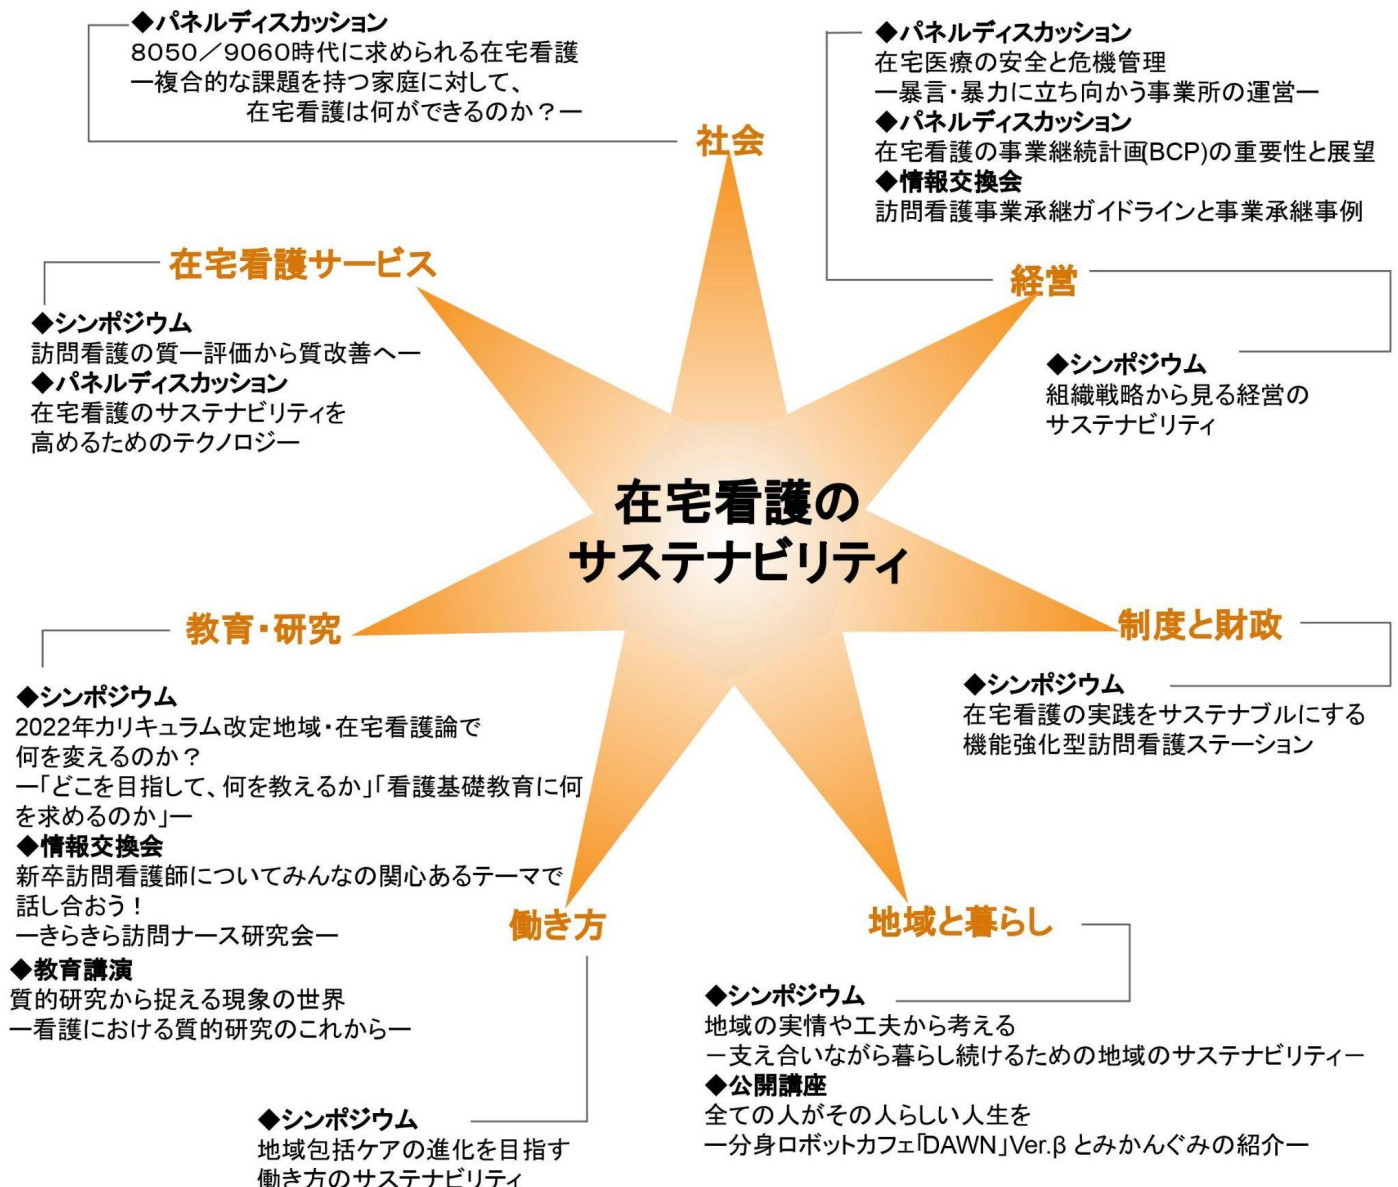 ◆パネルディスカッション
8050／9060時代に求められる在宅看護
ー複合的な課題を持つ家庭に対して、
在宅看護は何ができるのか？ー
社会
◆パネルディスカッション
在宅医療の安全と危機管理
ー暴言・暴力に立ち向かう事業所の運営ー
◆パネルディスカッション
在宅看護の事業継続計画(BCP)の重要性と展望
◆情報交換会
訪問看護事業承継ガイドラインと事業承継事例
経営
◆シンポジウム
組織戦略から見る経営の
サステナビリティ
在宅看護サービス
◆シンポジウム
訪問看護の質ー評価から質改善へー
◆パネルディスカッション
在宅看護のサステナビリティを
高めるためのテクノロジー
在宅看護の
サステナビリティ
教育・研究
◆シンポジウム
2022年カリキュラム改定地域・在宅看護論で
何を変えるのか？
ー「どこを目指して、何を教えるか」「看護基礎教育に何
を求めるのか」ー
◆情報交換会
新卒訪問看護師についてみんなの関心あるテーマで
話し合おう！
ーきらきら訪問ナース研究会ー
◆教育講演
質的研究から捉える現象の世界
ー看護における質的研究のこれからー
制度と財政
◆シンポジウム
在宅看護の実践をサステナブルにする
機能強化型訪問看護ステーション
働き方
◆シンポジウム
地域包括ケアの進化を目指す
働き方のサステナビリティ
地域と暮らし
◆シンポジウム
地域の実情や工夫から考える
－支え合いながら暮らし続けるための地域のサステナビリティ－
◆公開講座
全ての人がその人らしい人生を
ー分身ロボットカフェ「DAWN」Ver.β とみかんぐみの紹介ー